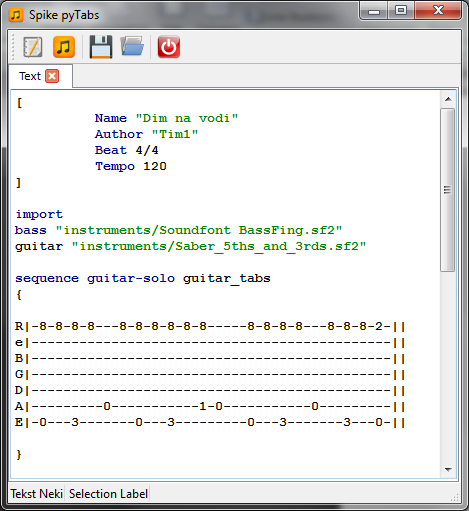 Spike pyTabs
Text
[
Name "Dim na vodi"
Author "Tim1"
Beat 4/4
Tempo 120
]
import
bass "instruments/Soundfont BassFing.sf2"
guitar "instruments/Saber_5ths_and_3rds.sf2"
sequence guitar-solo guitar_tabs
{
R|-8-8-8-8---8-8-8-8-8-8-----8-8-8-8---8-8-8-2-||
e|---------------------------------------------||
B|---------------------------------------------||
G|---------------------------------------------||
D|---------------------------------------------||
A|---------0-----------1-0-----------0---------||
E|-0---3-------0---3---------0---3-------3---0-||
}
Tekst Neki
Selection Label